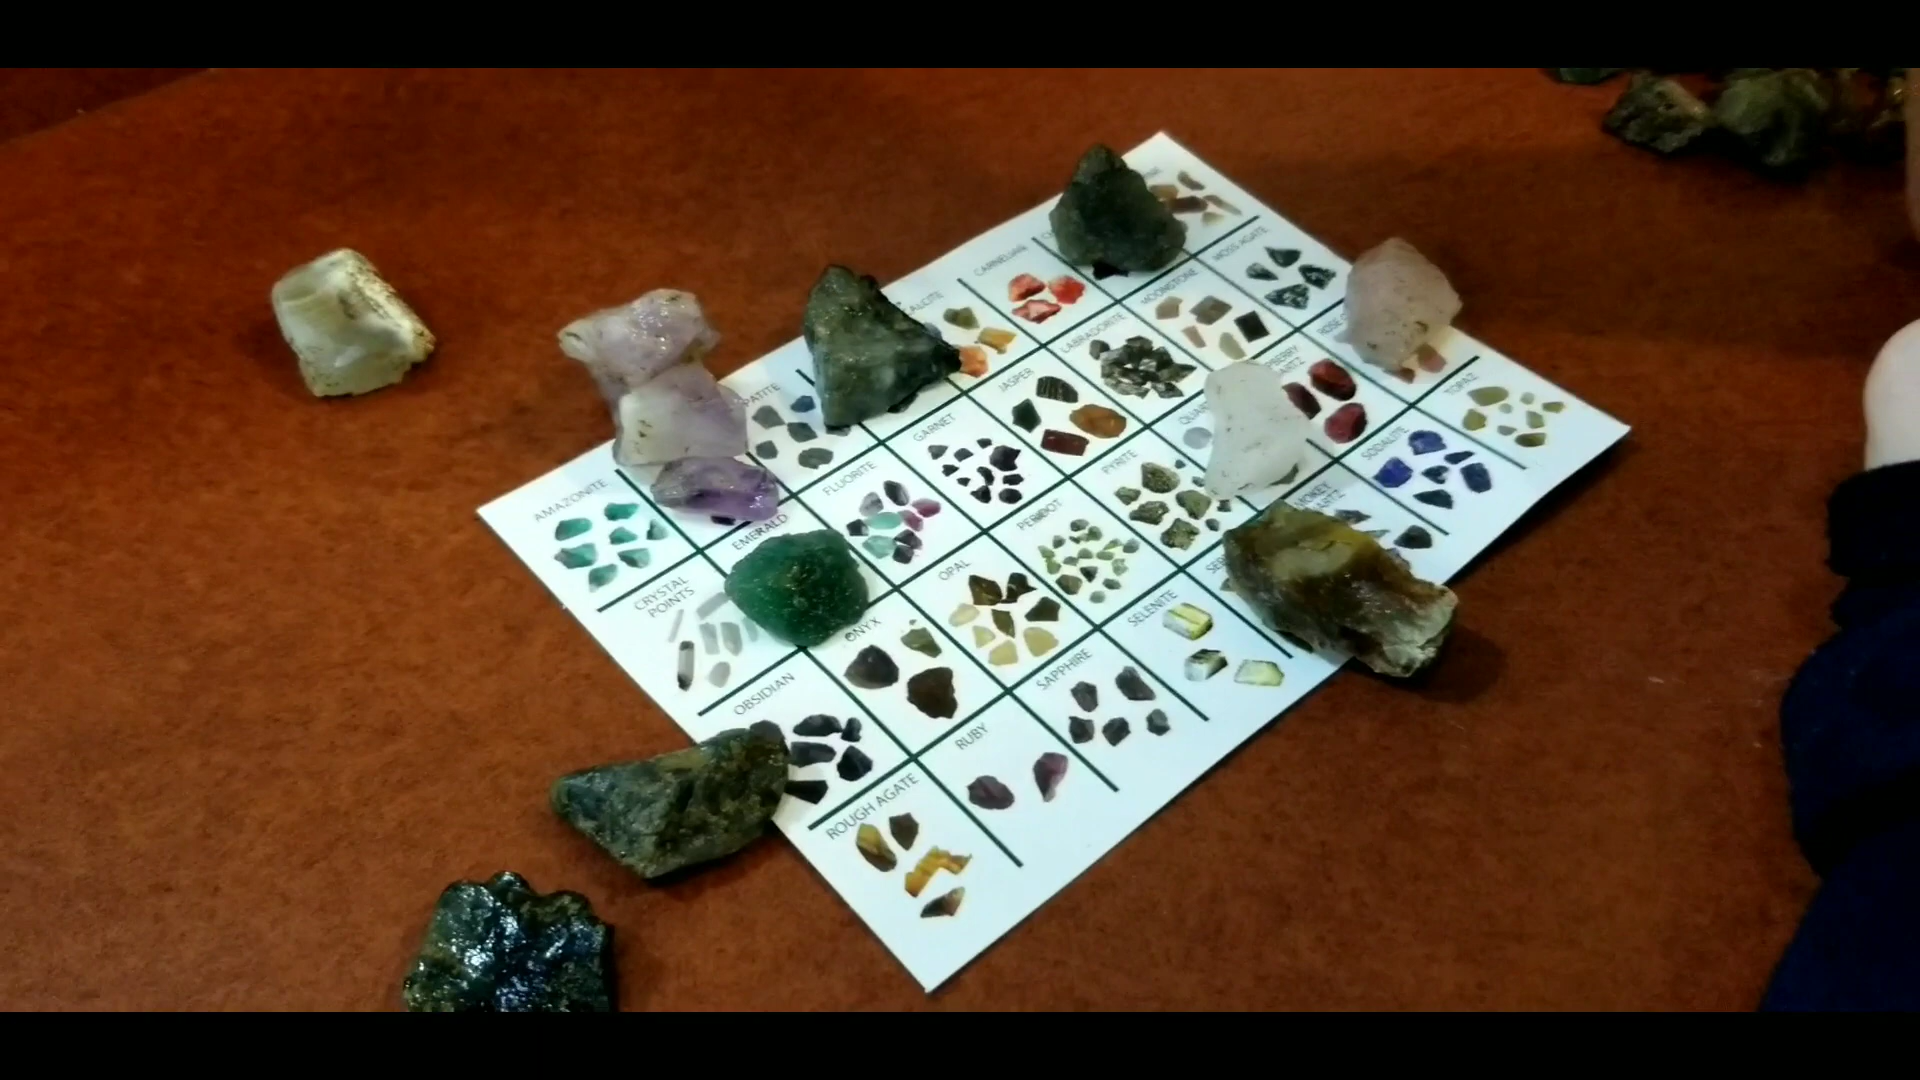 AMAZONITE
CARNELIAN
CRYSTAL
POINTS
EMERALD
FLUORITE
GARNET
JASPER
LABRADORITE
MOONSTONE
MOSS AGATE
OBSIDIAN
ONYX
OPAL
PERIDOT
PYRITE
ROUGH AGATE
RUBY
SAPPHIRE
SELENITE
SODALITE
TOPAZ